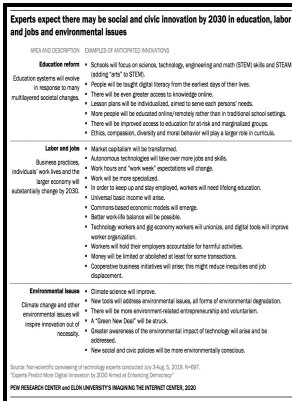 Experts expect there may be social and civic innovation by 2030 in education, labor
and jobs and environmental issues
AREA AND DESCRIPTION EXAMPLES OF ANTICIPATED INNOVATIONS
Education reform
Education systems will evolve
in response to many
multilayered societal changes.
• Schools will focus on science, technology, engineering and math (STEM) skills and STEAM
(adding "arts" to STEM).
• People will be taught digital literacy from the earliest days of their lives.
• There will be even greater access to knowledge online.
• Lesson plans will be individualized, aimed to serve each persons' needs.
• More people will be educated online/remotely rather than in traditional school settings.
• There will be improved access to education for at-risk and marginalized groups.
• Ethics, compassion, diversity and moral behavior will play a larger role in curricula.
Labor and jobs
Business practices,
individuals' work lives and the
larger economy will
substantially change by 2030.
• Market capitalism will be transformed.
• Autonomous technologies will take over more jobs and skills.
• Work hours and "work week" expectations will change.
• Work will be more specialized.
• In order to keep up and stay employed, workers will need lifelong education.
• Universal basic income will arise.
• Commons-based economic models will emerge.
• Better work-life balance will be possible.
• Technology workers and gig economy workers will unionize, and digital tools will improve
worker organization.
• Workers will hold their employers accountable for harmful activities.
• Money will be limited or abolished at least for some transactions.
• Cooperative business initiatives will arise; this might reduce inequities and job
displacement.
Environmental issues
Climate change and other
environmental issues will
inspire innovation out of
necessity.
• Climate science will improve.
• New tools will address environmental issues, all forms of environmental degradation.
• There will be more environment-related entrepreneurship and voluntarism.
• A "Green New Deal" will be struck.
• Greater awareness of the environmental impact of technology will arise and be
addressed.
• New social and civic policies will be more environmentally conscious.
Source: Non-scientific canvassing of technology experts conducted July 3-Aug. 5, 2019. N=697.
"Experts Predict More Digital Innovation by 2030 Aimed at Enhancing Democracy"
PEW RESEARCH CENTER and ELON UNIVERSITY'S IMAGINING THE INTERNET CENTER, 2020